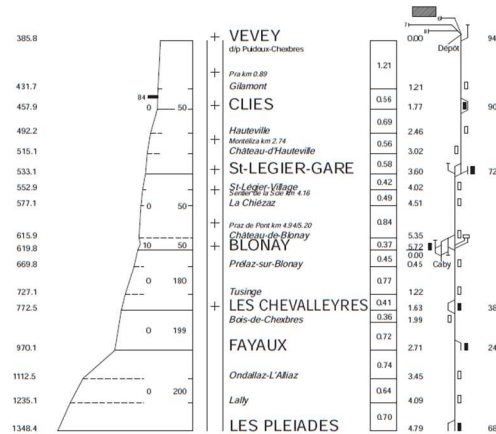 71
81
385.8 + VEVEY 0.00 94
d/p Puidoux-Chexbres Dépôt
+ Pra km 0.89 1.21
431.7 Gilamont 1.21
84 0.56
457.9 0 50 + CLIES 1.77 90
0.69
492.2 Hauteville 2.46
+ Monteliza km 2.74 0.56
515.1 Château-d'Hauteville 3.02
0.58
533.1 + St-LEGIER-GARE 3.60 72
0.42
552.9 + St-Légier-Village 4.02
Sentier de la Soie km 4.16 0.49
577.1 0 50 La Chiézaz 4.51
0.84
+ Praz de Pont km 4.94/5.20
615.9 Château-de-Blonay 5.35
0.37
619.8 10 50 + BLONAY 5.72
0.00
0.45
669.8 Prélaz-sur-Blonay 0.45 Caby
0 180 0.77
727.1 Tusinge 1.22
0.41
772.5 + LES CHEVALLEYRES 1.63 38
0.36
Bois-de-Chexbres 1.99
0 199 0.72
970.1 FAYAUX 2.71 24
0.74
1112.5 Ondallaz-L'Alliaz 3.45
0 200 0.64
1235.1 Lally 4.09
0.70
1348.4 LES PLEIADES 4.79 68